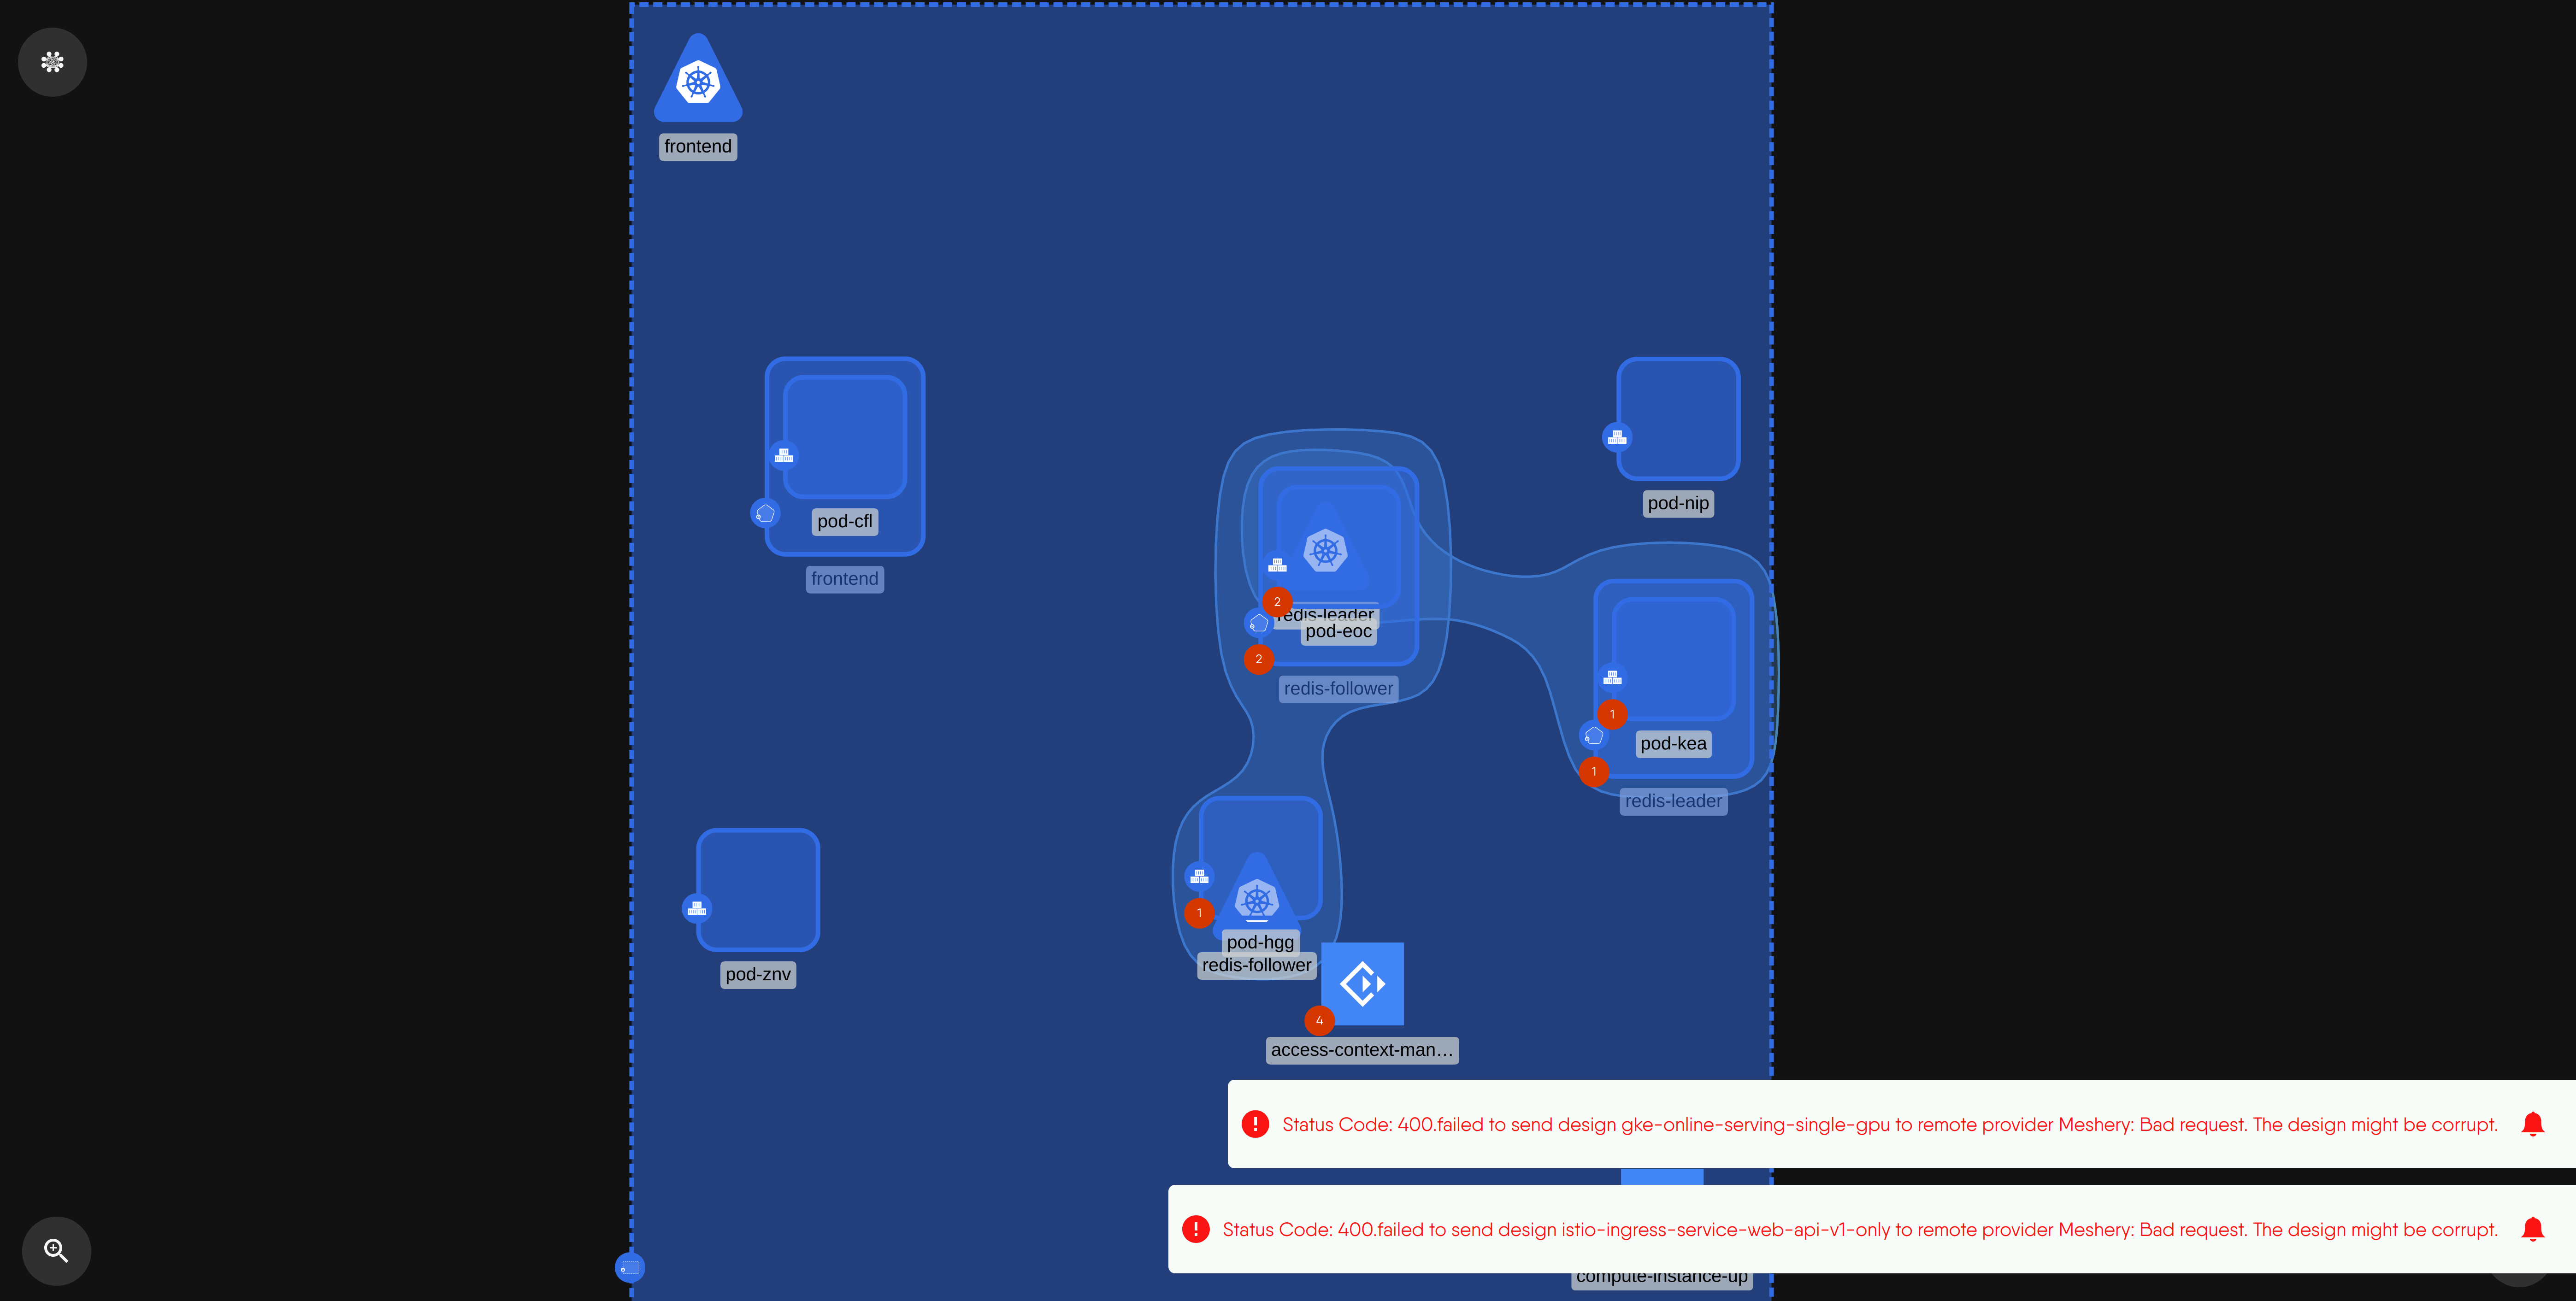 frontend
pod-cfl
frontend
pod-nip
2
redis-leader
pod-eoc
2
redis-follower
1
pod-kea
1
redis-leader
1
pod-hgg
redis-follower
pod-znv
4
access-context-man…
Status Code: 400.failed to send design gke-online-serving-single-gpu to remote provider Meshery: Bad request. The design might be corrupt.
Status Code: 400.failed to send design istio-ingress-service-web-api-v1-only to remote provider Meshery: Bad request. The design might be corrupt.
compute-instance-up